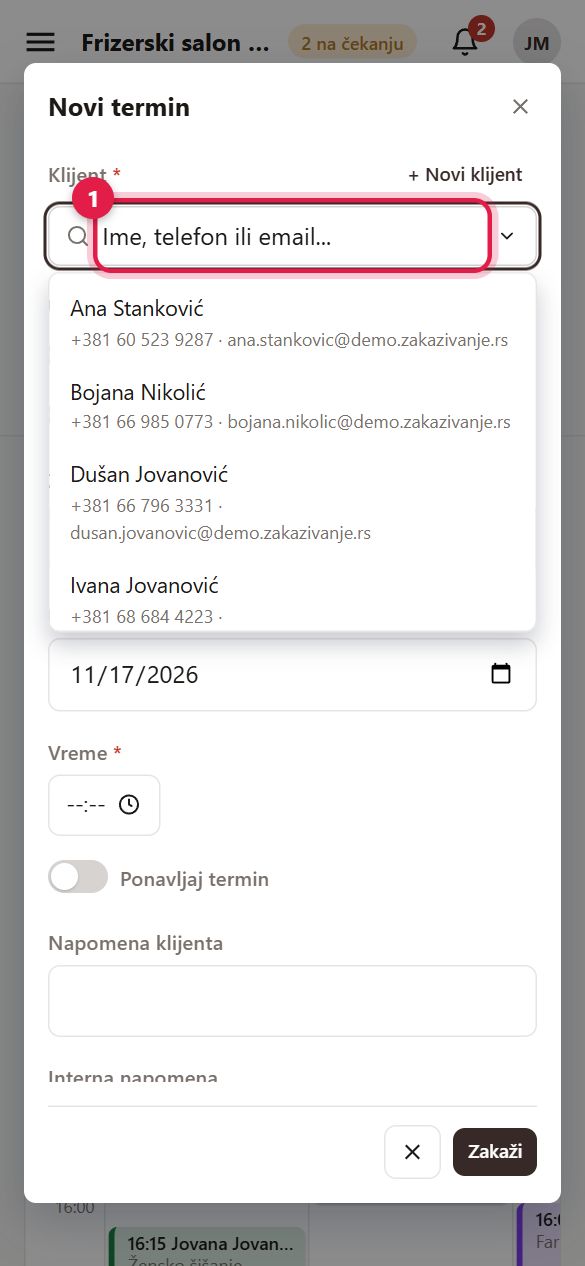 Frizerski salon ...
2 na čekanju
2
JM
Novi termin
Klijent *
+ Novi klijent
1
Ime, telefon ili email...
Ana Stanković
+381 60 523 9287 · ana.stankovic@demo.zakazivanje.rs
Bojana Nikolić
+381 66 985 0773 · bojana.nikolic@demo.zakazivanje.rs
Dušan Jovanović
+381 66 796 3331 ·
dusan.jovanovic@demo.zakazivanje.rs
Ivana Jovanović
+381 68 684 4223 ·
11/17/2026
Vreme *
--:--
Ponavljaj termin
Napomena klijenta
Interna napomena
Zakaži
16:00
16:15 Jovana Jovan...
Žensko šišanje
16:0
Far